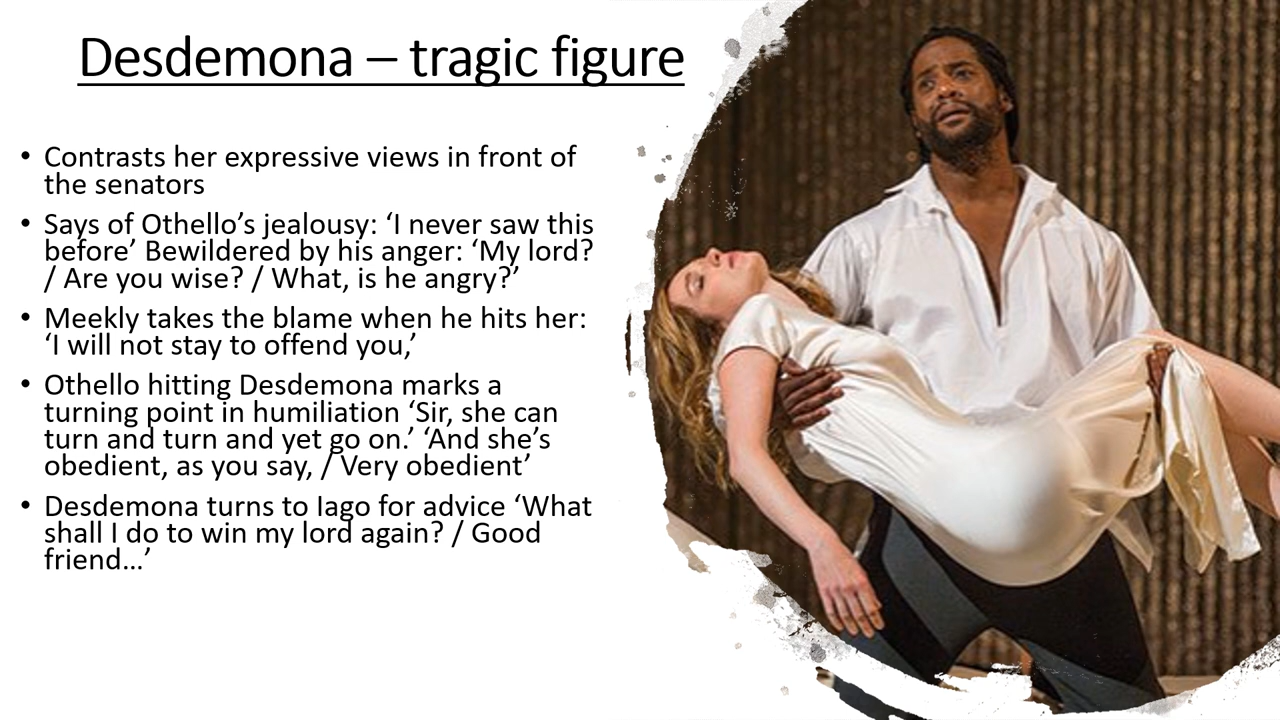 Desdemona – tragic figure
• Contrasts her expressive views in front of
the senators
• Says of Othello’s jealousy: ‘I never saw this
before’ Bewildered by his anger: ‘My lord?
/ Are you wise? / What, is he angry?’
• Meekly takes the blame when he hits her:
‘I will not stay to offend you,’
• Othello hitting Desdemona marks a
turning point in humiliation ‘Sir, she can
turn and turn and yet go on.’ ‘And she’s
obedient, as you say, / Very obedient’
• Desdemona turns to Iago for advice ‘What
shall I do to win my lord again? / Good
friend…’